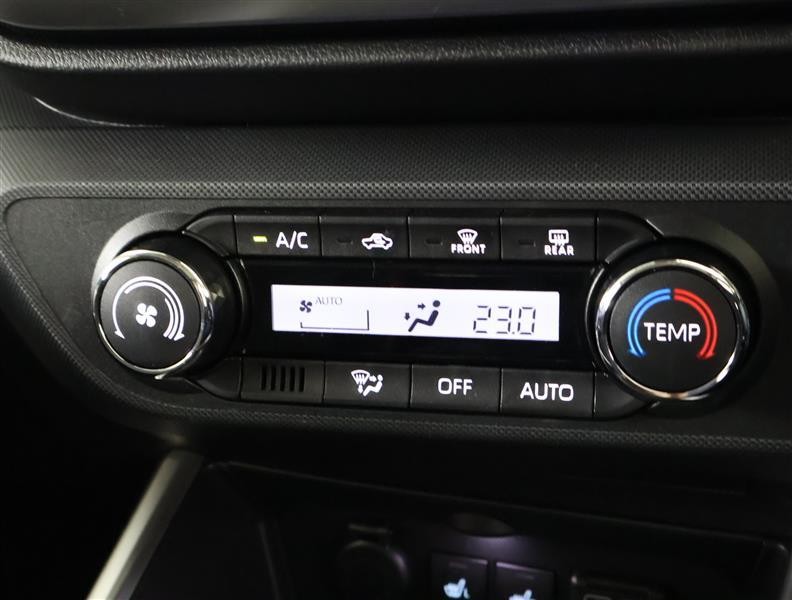 A/C
FRONT
REAR
AUTO
23.0
TEMP
OFF
AUTO